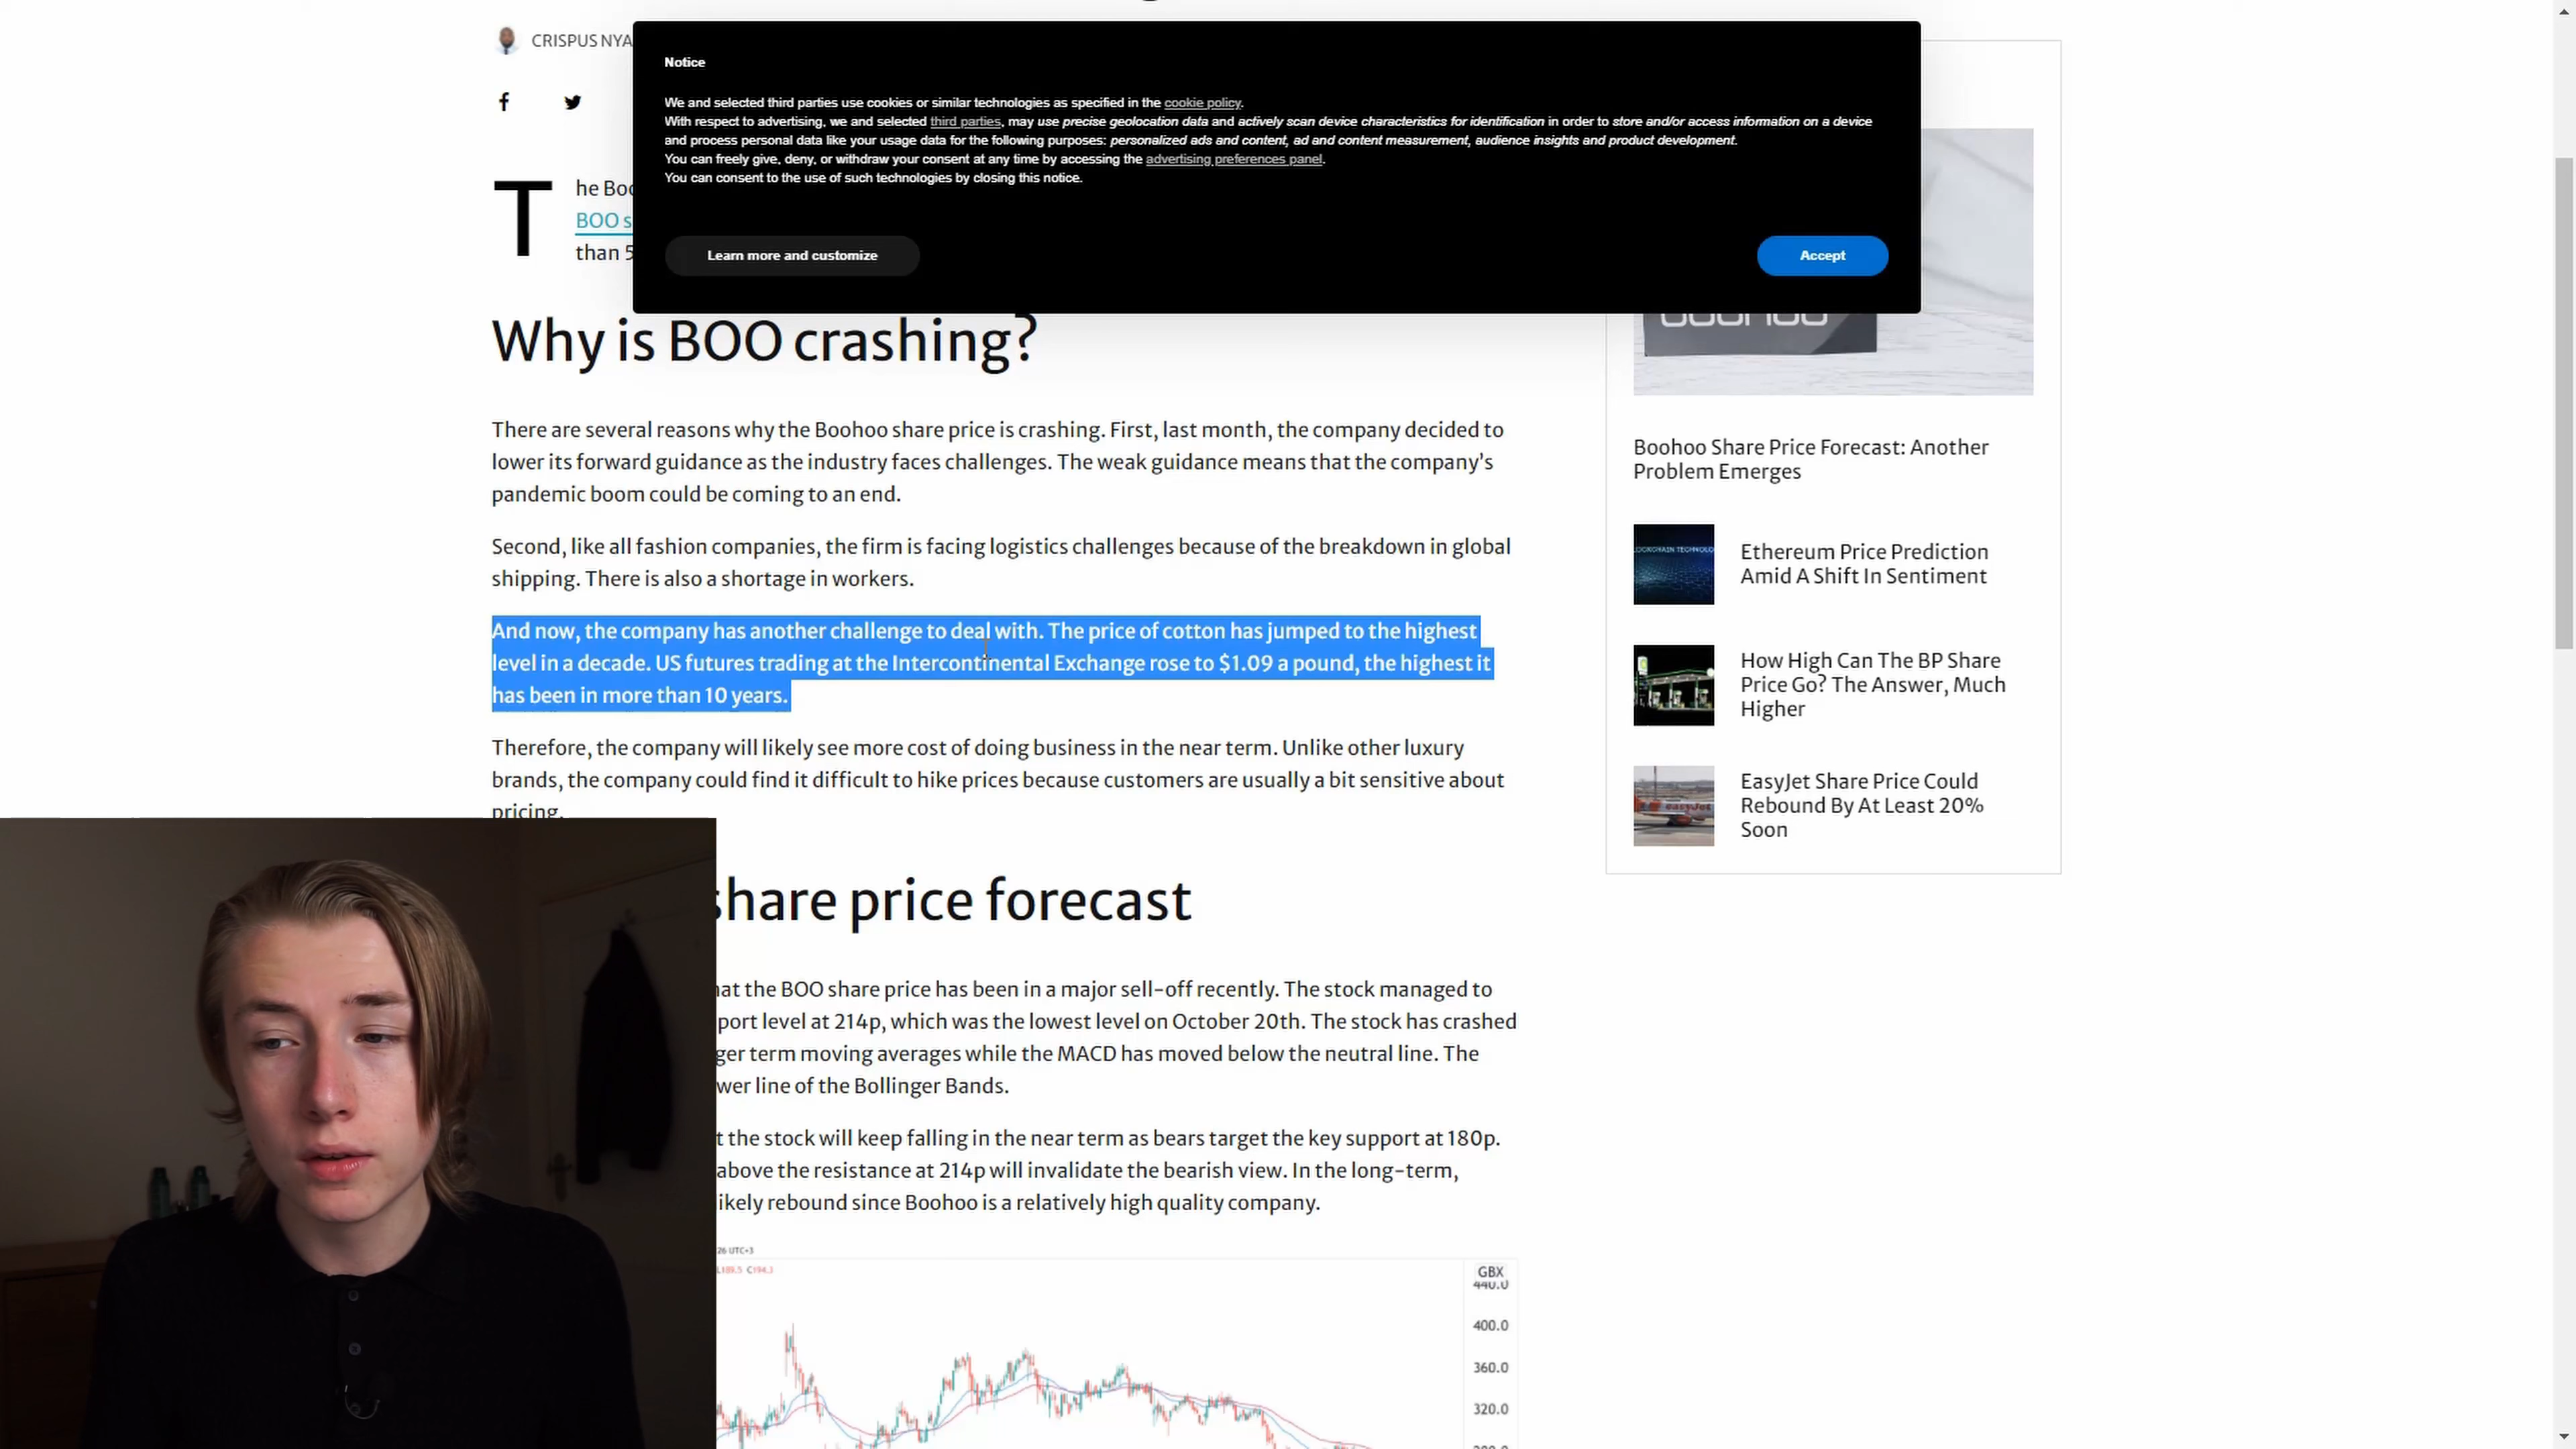 CRISPUS NYA
Notice
We and selected third parties use cookies or similar technologies as specified in the cookie policy.
With respect to advertising, we and selected third parties, may use precise geolocation data and actively scan device characteristics for identification in order to store and/or access information on a device
and process personal data like your usage data for the following purposes: personalized ads and content, ad and content measurement, audience insights and product development.
You can freely give, deny, or withdraw your consent at any time by accessing the advertising preferences panel.
You can consent to the use of such technologies by closing this notice.
Learn more and customize
Accept
The Boo
BOO s
than 5
Why is BOO crashing?
There are several reasons why the Boohoo share price is crashing. First, last month, the company decided to
lower its forward guidance as the industry faces challenges. The weak guidance means that the company's
pandemic boom could be coming to an end.
Second, like all fashion companies, the firm is facing logistics challenges because of the breakdown in global
shipping. There is also a shortage in workers.
And now, the company has another challenge to deal with. The price of cotton has jumped to the highest
level in a decade. US futures trading at the Intercontinental Exchange rose to $1.09 a pound, the highest it
has been in more than 10 years.
Therefore, the company will likely see more cost of doing business in the near term. Unlike other luxury
brands, the company could find it difficult to hike prices because customers are usually a bit sensitive about
pricing.
share price forecast
hat the BOO share price has been in a major sell-off recently. The stock managed to
port level at 214p, which was the lowest level on October 20th. The stock has crashed
ger term moving averages while the MACD has moved below the neutral line. The
wer line of the Bollinger Bands.
t the stock will keep falling in the near term as bears target the key support at 180p.
above the resistance at 214p will invalidate the bearish view. In the long-term,
ikely rebound since Boohoo is a relatively high quality company.
26 UTC+3
L189.5 C194.3
GBX
440.0
400.0
360.0
320.0
boohoo
Boohoo Share Price Forecast: Another
Problem Emerges
Ethereum Price Prediction
Amid A Shift In Sentiment
How High Can The BP Share
Price Go? The Answer, Much
Higher
easyJet
EasyJet Share Price Could
Rebound By At Least 20%
Soon